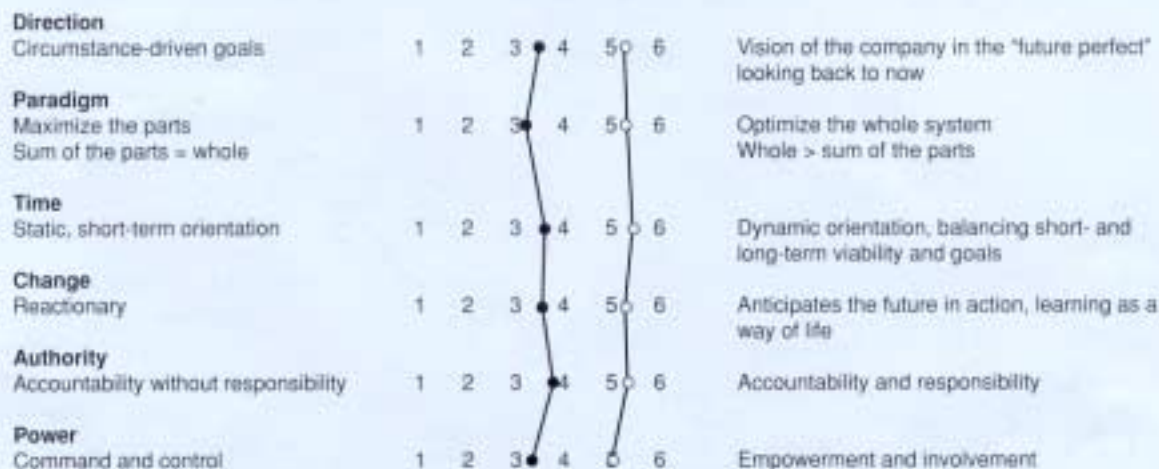 Direction
Circumstance-driven goals 1 2 3 4 5 6 Vision of the company in the "future perfect"
looking back to now
Paradigm
Maximize the parts 1 2 3 4 5 6 Optimize the whole system
Sum of the parts = whole Whole > sum of the parts
Time
Static, short-term orientation 1 2 3 4 5 6 Dynamic orientation, balancing short- and
long-term viability and goals
Change
Reactionary 1 2 3 4 5 6 Anticipates the future in action, learning as a
way of life
Authority
Accountability without responsibility 1 2 3 4 5 6 Accountability and responsibility
Power
Command and control 1 2 3 4 6 Empowerment and involvement